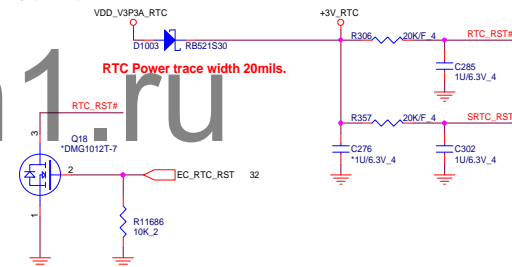 VDD_V3P3A_RTC
+3V_RTC
D1003 RB521S30
R306 20K/F_4 RTC_RST#
RTC Power trace width 20mils.
C285
1U/6.3V_4
RTC_RST#
n1.ru
R357 20K/F_4 SRTC_RST
3
Q18
*DMG1012T-7
C276
*1U/6.3V_4
C302
1U/6.3V_4
2
EC_RTC_RST 32
1
R11686
10K_2